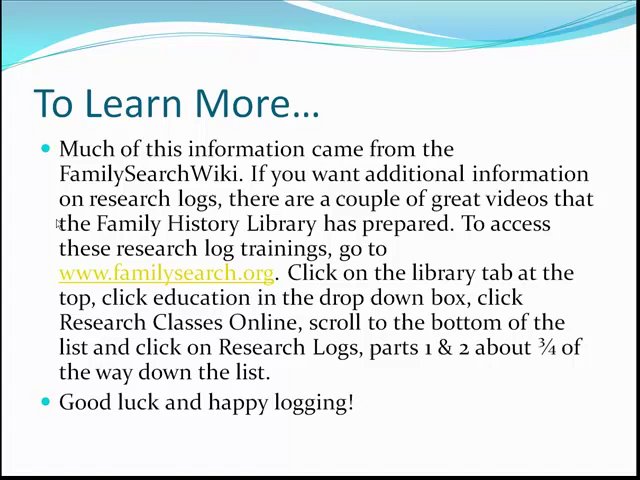 To Learn More...
Much of this information came from the
FamilySearchWiki. If you want additional information
on research logs, there are a couple of great videos that
the Family History Library has prepared. To access
these research log trainings, go to
www.familysearch.org. Click on the library tab at the
top, click education in the drop down box, click
Research Classes Online, scroll to the bottom of the
list and click on Research Logs, parts 1 & 2 about ¾ of
the way down the list.
Good luck and happy logging!